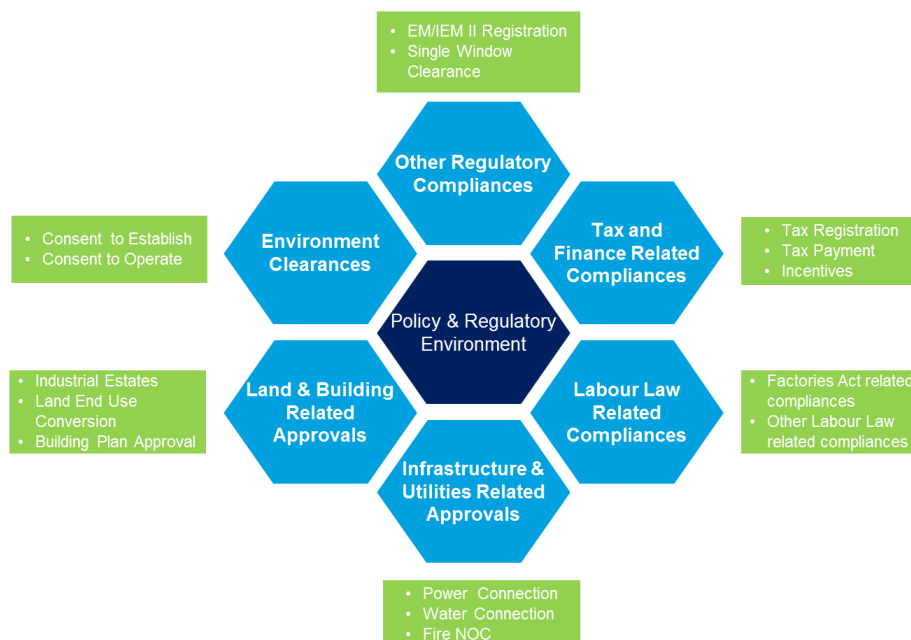 • EM/IEM II Registration
• Single Window
Clearance
Other Regulatory
Compliances
• Consent to Establish
• Consent to Operate
Environment
Clearances
Tax and
Finance Related
Compliances
• Tax Registration
• Tax Payment
• Incentives
Policy & Regulatory
Environment
• Industrial Estates
• Land End Use
Conversion
• Building Plan Approval
Land & Building
Related
Approvals
Labour Law
Related
Compliances
• Factories Act related
compliances
• Other Labour Law
related compliances
Infrastructure &
Utilities Related
Approvals
• Power Connection
• Water Connection
• Fire NOC